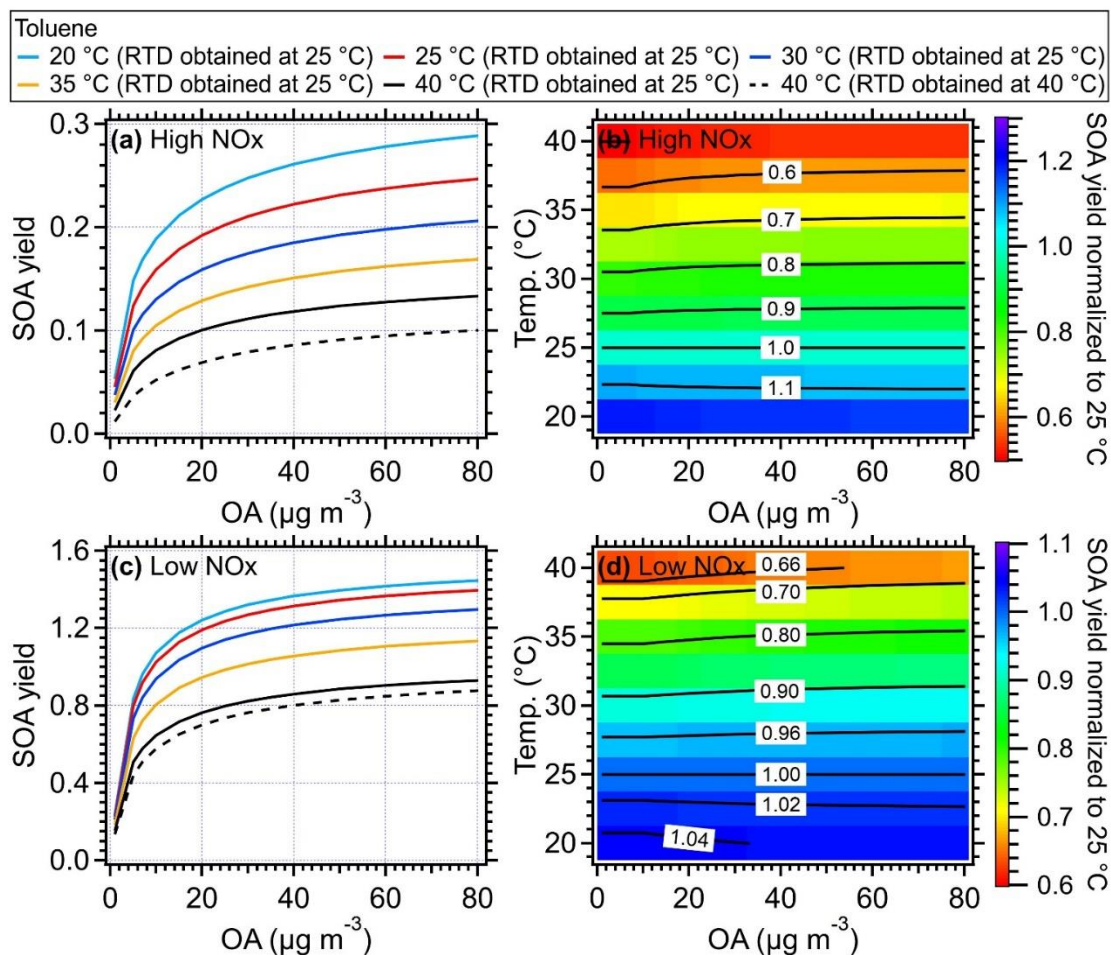 Toluene
20 °C (RTD obtained at 25 °C) 25 °C (RTD obtained at 25 °C) 30 °C (RTD obtained at 25 °C)
35 °C (RTD obtained at 25 °C) 40 °C (RTD obtained at 25 °C) 40 °C (RTD obtained at 40 °C)
(a) High NOx
0.3
0.2
0.1
0.0
SOA yield
0 20 40 60 80
OA (µg m⁻³)
(b) High NOx
40
35
30
25
20
Temp. (°C)
0.6
0.7
0.8
0.9
1.0
1.1
0 20 40 60 80
OA (µg m⁻³)
1.2
1.0
0.8
0.6
SOA yield normalized to 25 °C
(c) Low NOx
1.6
1.2
0.8
0.4
0.0
SOA yield
0 20 40 60 80
OA (µg m⁻³)
(d) Low NOx
40
35
30
25
20
Temp. (°C)
0.66
0.70
0.80
0.90
0.96
1.00
1.02
1.04
0 20 40 60 80
OA (µg m⁻³)
1.1
1.0
0.9
0.8
0.7
0.6
SOA yield normalized to 25 °C